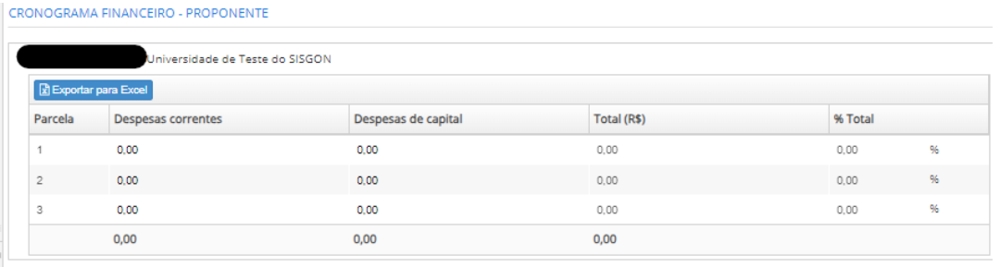 CRONOGRAMA FINANCEIRO - PROPONENTE
Universidade de Teste do SISGON
Exportar para Excel
Parcela Despesas correntes Despesas de capital Total (R$) % Total
1 0,00 0,00 0,00 0,00 %
2 0,00 0,00 0,00 0,00 %
3 0,00 0,00 0,00 0,00 %
0,00 0,00 0,00